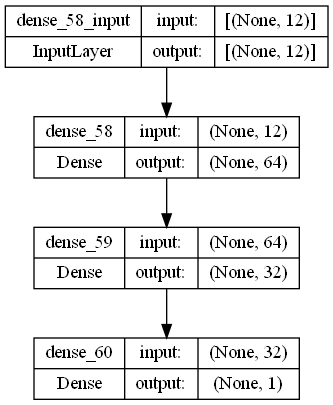 dense_58_input input: [(None, 12)]
InputLayer output: [(None, 12)]
dense_58 input: (None, 12)
Dense output: (None, 64)
dense_59 input: (None, 64)
Dense output: (None, 32)
dense_60 input: (None, 32)
Dense output: (None, 1)